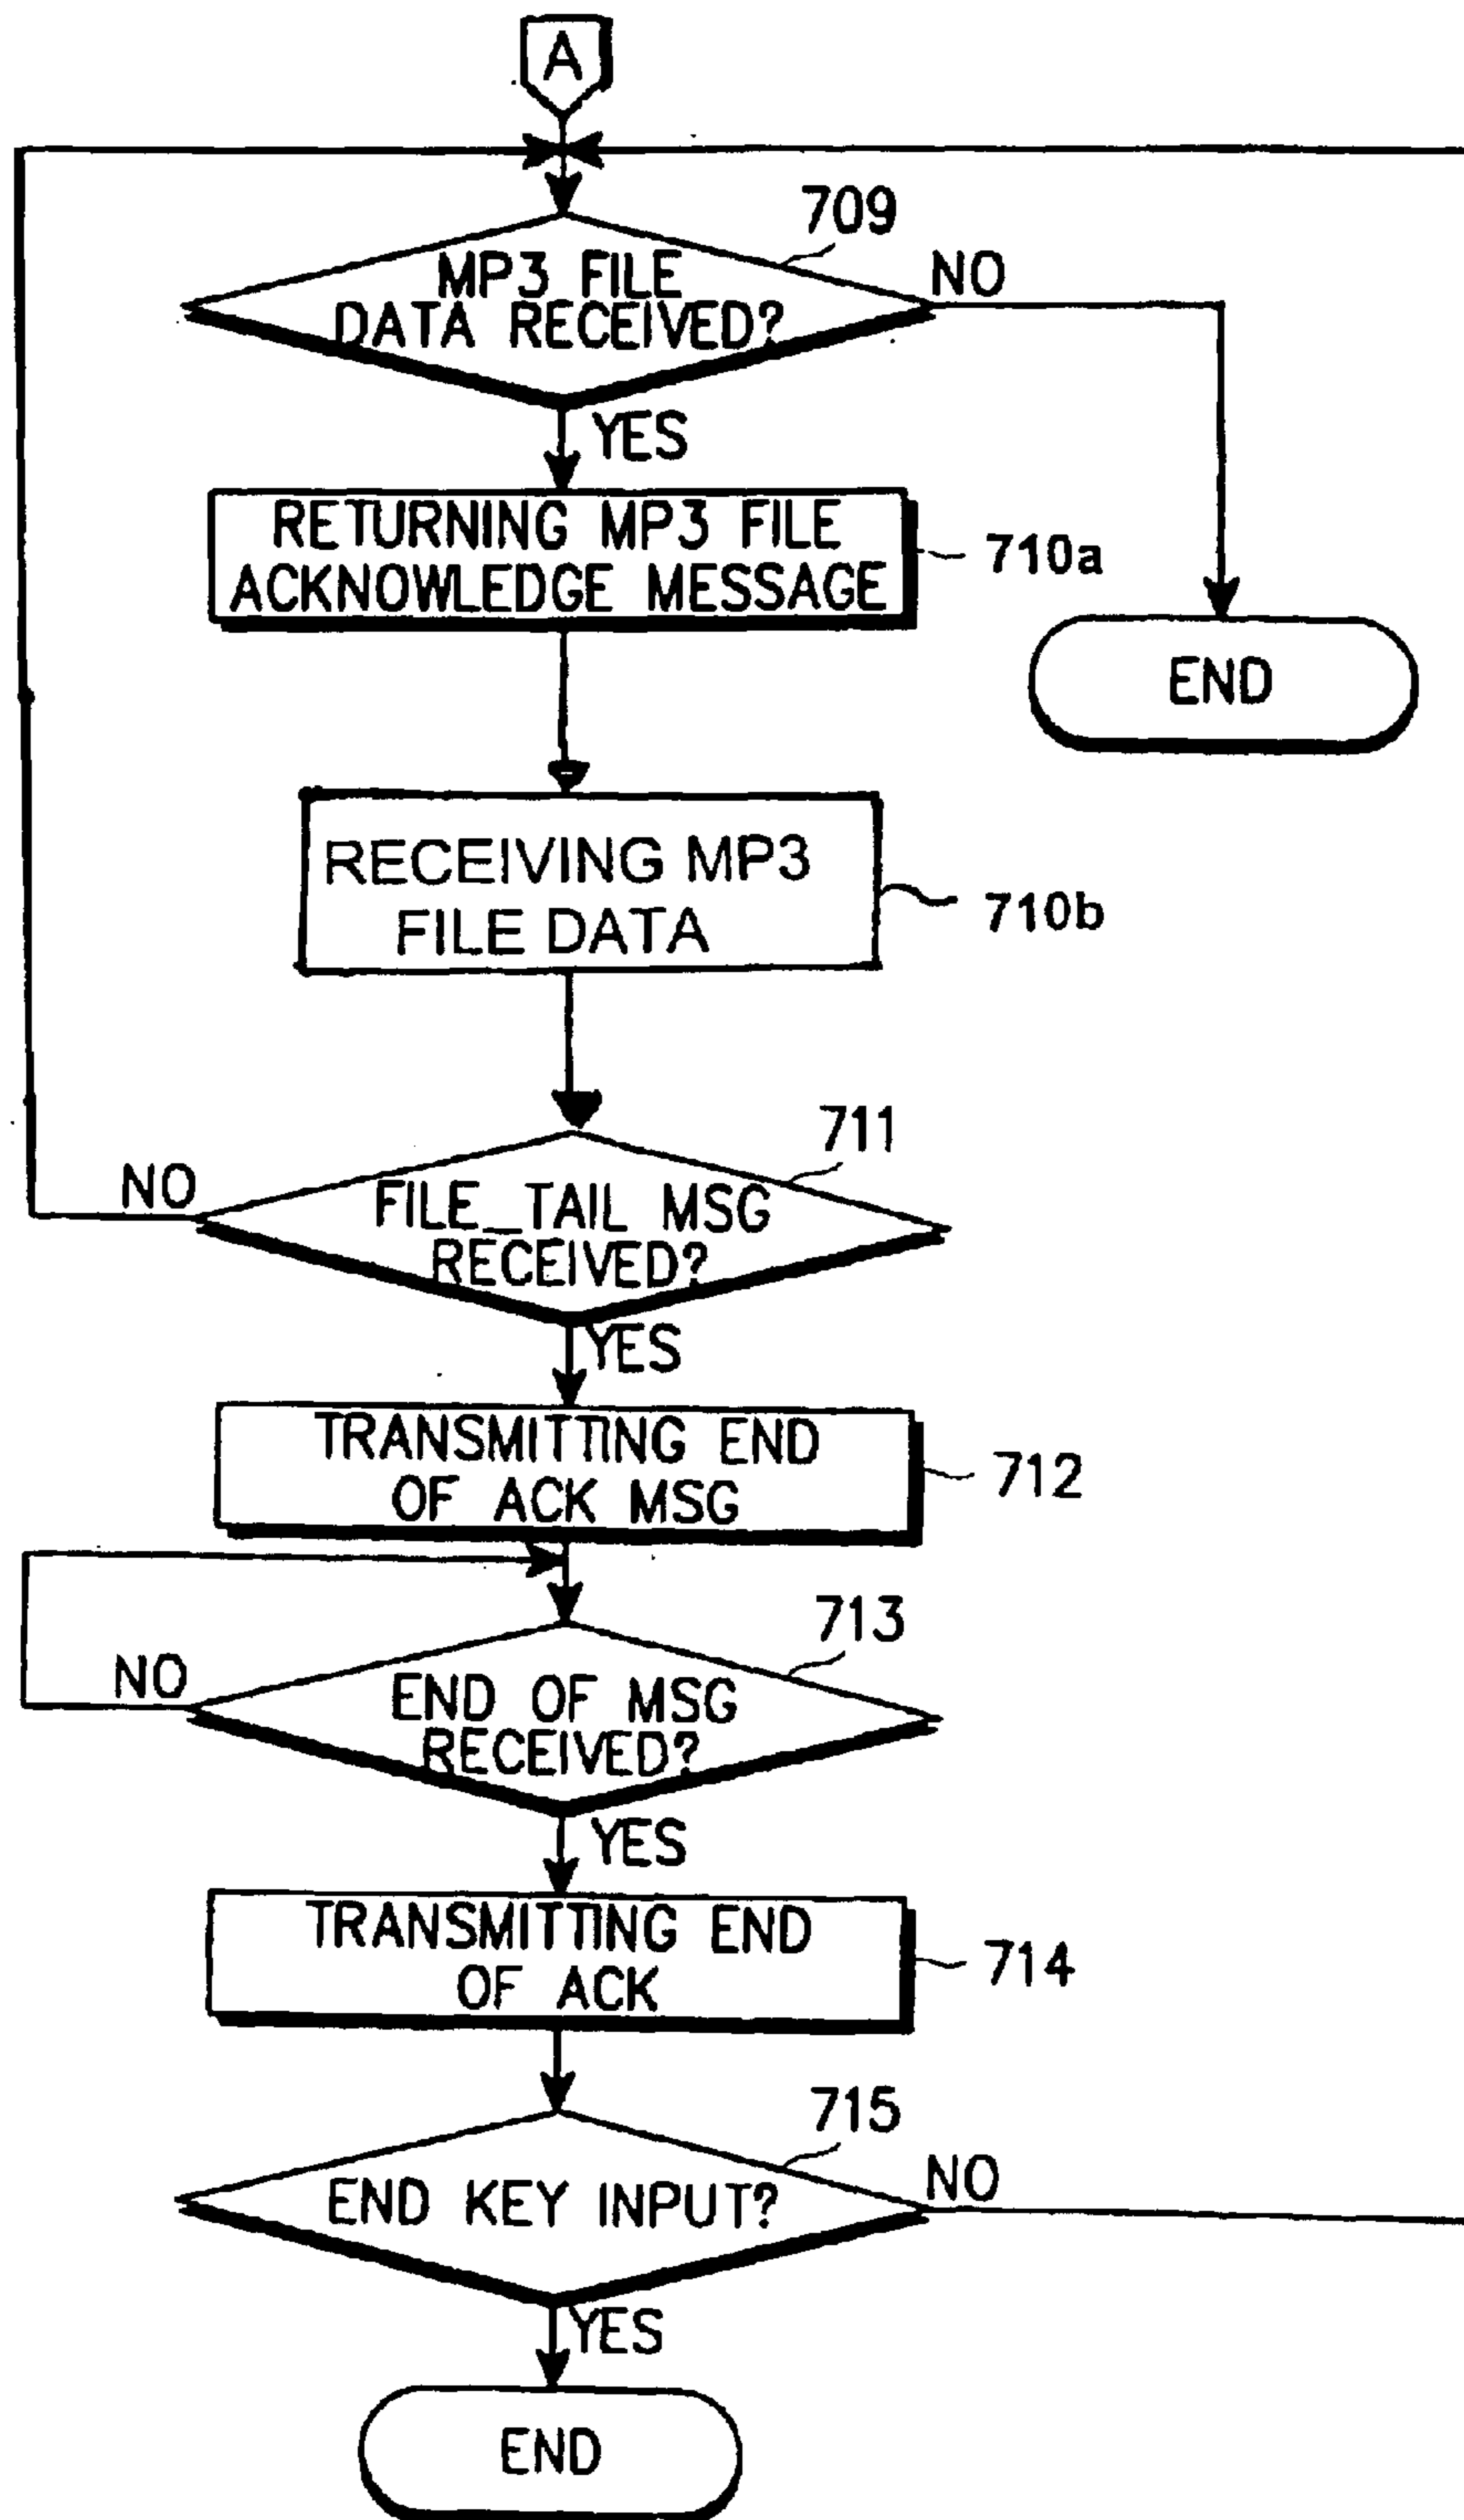 A
709
MP3 FILE
DATA RECEIVED?
NO
YES
RETURNING MP3 FILE
ACKNOWLEDGE MESSAGE
710a
END
RECEIVING MP3
FILE DATA
710b
711
NO
FILE_TAIL MSG
RECEIVED?
YES
TRANSMITTING END
OF ACK MSG
712
713
NO
END OF MSG
RECEIVED?
YES
TRANSMITTING END
OF ACK
714
715
NO
END KEY INPUT?
YES
END